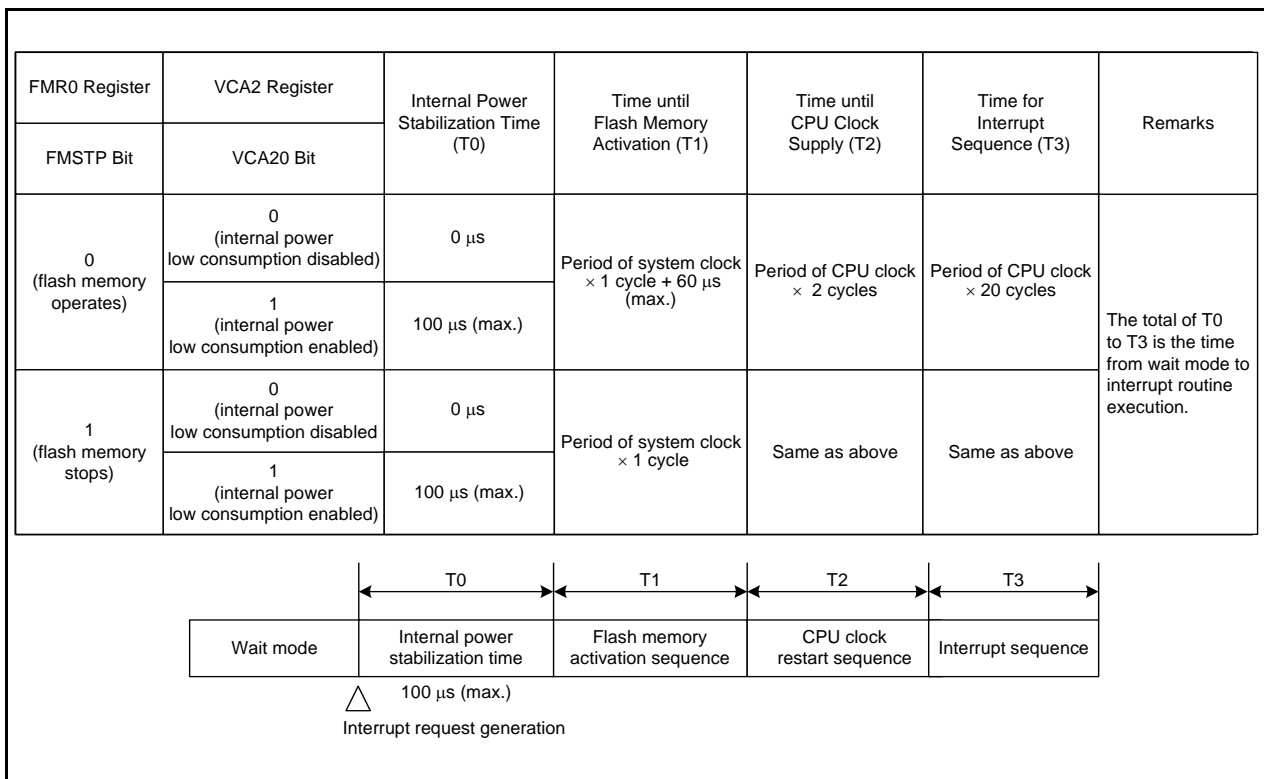 FMR0 Register
VCA2 Register
Internal Power
Stabilization Time
(T0)
Time until
Flash Memory
Activation (T1)
Time until
CPU Clock
Supply (T2)
Time for
Interrupt
Sequence (T3)
Remarks
FMSTP Bit
VCA20 Bit
0
(flash memory
operates)
0
(internal power
low consumption disabled)
0 μs
Period of system clock
× 1 cycle + 60 μs
(max.)
Period of CPU clock
× 2 cycles
Period of CPU clock
× 20 cycles
The total of T0
to T3 is the time
from wait mode to
interrupt routine
execution.
1
(internal power
low consumption enabled)
100 μs (max.)
1
(flash memory
stops)
0
(internal power
low consumption disabled
0 μs
Period of system clock
× 1 cycle
Same as above
Same as above
1
(internal power
low consumption enabled)
100 μs (max.)
T0
T1
T2
T3
Wait mode
Internal power
stabilization time
Flash memory
activation sequence
CPU clock
restart sequence
Interrupt sequence
100 μs (max.)
Interrupt request generation